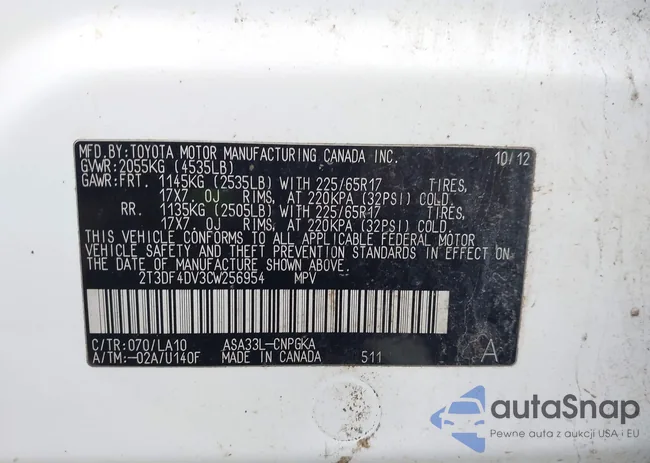 MFD.BY:TOYOTA MOTOR MANUFACTURING CANADA INC. 10/12
GVWR:2055KG (4535LB)
GAWR:FRT. 1145KG (2535LB) WITH 225/65R17 TIRES,
17X7.0J RIMS, AT 220KPA (32PSI) COLD.
RR. 1135KG (2505LB) WITH 225/65R17 TIRES,
17X7.0J RIMS, AT 220KPA (32PSI) COLD.
THIS VEHICLE CONFORMS TO ALL APPLICABLE FEDERAL MOTOR
VEHICLE SAFETY AND THEFT PREVENTION STANDARDS IN EFFECT ON
THE DATE OF MANUFACTURE SHOWN ABOVE.
2T3DF4DV3CW256954 MPV
C/TR:070/LA10 ASA33L-CNPGKA
A/TM:-02A/U140F MADE IN CANADA 511 A
autaSnap
Pewne auta z aukcji USA i EU